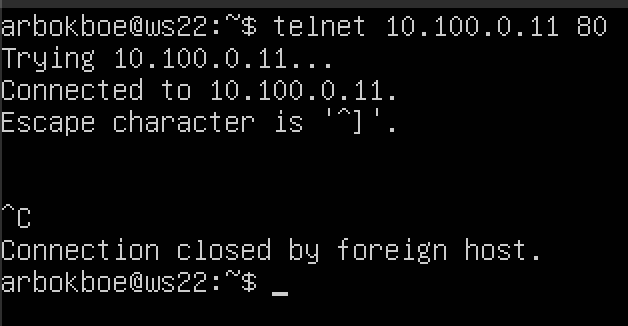 arbokboe@ws22:~$ telnet 10.100.0.11 80
Trying 10.100.0.11...
Connected to 10.100.0.11.
Escape character is '^]'.
^C
Connection closed by foreign host.
arbokboe@ws22:~$ _